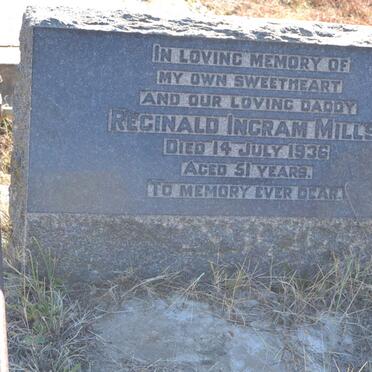 IN LOVING MEMORY OF
MY OWN SWEETHEART
AND OUR LOVING DADDY
REGINALD INGRAM MILLS
DIED 14 JULY 1936
AGED 51 YEARS.
TO MEMORY EVER DEAR.